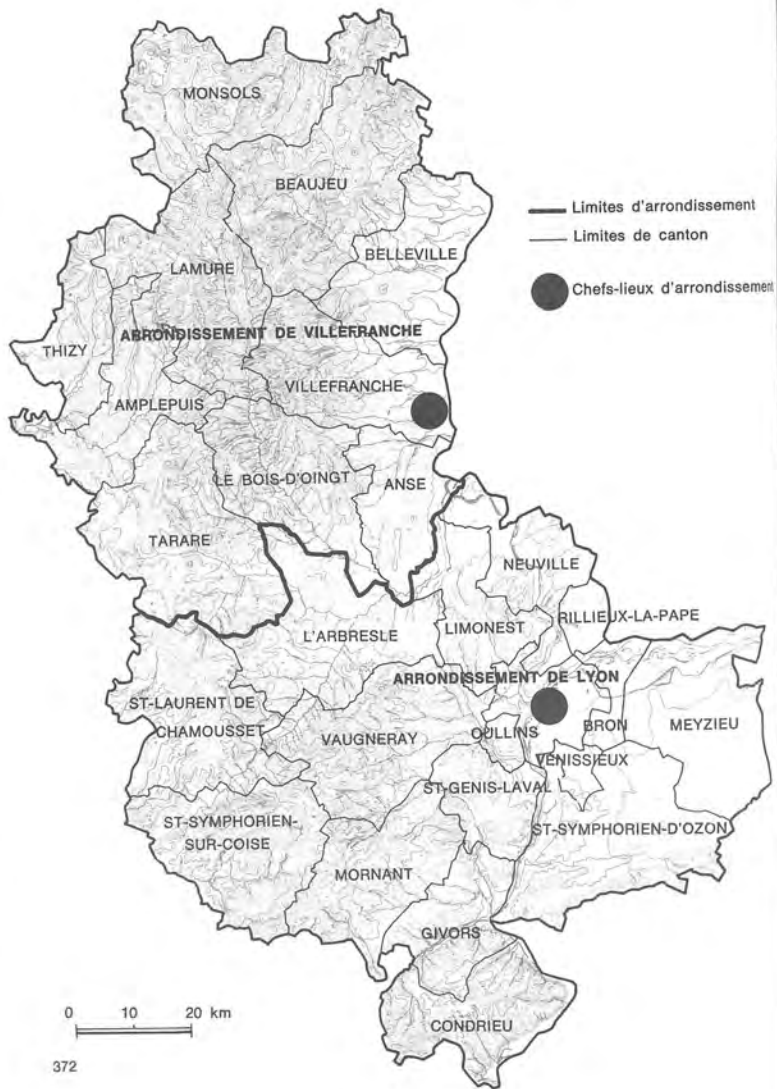 MONSOLS
BEAUJEU
Limites d'arrondissement
Limites de canton
BELLEVILLE
LAMURE
Chefs-lieux d'arrondissement
ARRONDISSEMENT DE VILLEFRANCHE
THIZY
VILLEFRANCHE
AMPLEPUIS
LE BOIS-D'OINGT
ANSE
TARARE
NEUVILLE
RILLIEUX-LA-PAPE
L'ARBRESLE
LIMONEST
ARRONDISSEMENT DE LYON
ST-LAURENT DE
CHAMOUSSET
VAUGNERAY
OULLINS
BRON
MEYZIEU
VENISSIEUX
ST-GENIS-LAVAL
ST-SYMPHORIEN-
SUR-COISE
ST-SYMPHORIEN-D'OZON
MORNANT
GIVORS
0 10 20 km
CONDRIEU
372